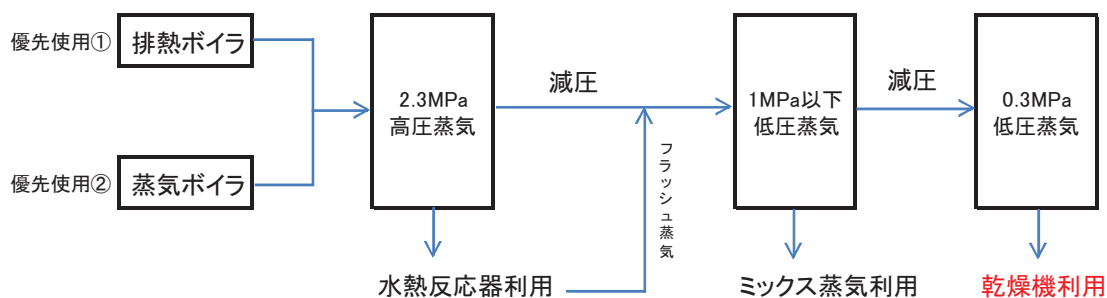 優先使用①
排熱ボイラ
優先使用②
蒸気ボイラ
2.3MPa
高圧蒸気
減圧
フラッシュ蒸気
1MPa以下
低圧蒸気
減圧
0.3MPa
低圧蒸気
水熱反応器利用
ミックス蒸気利用
乾燥機利用